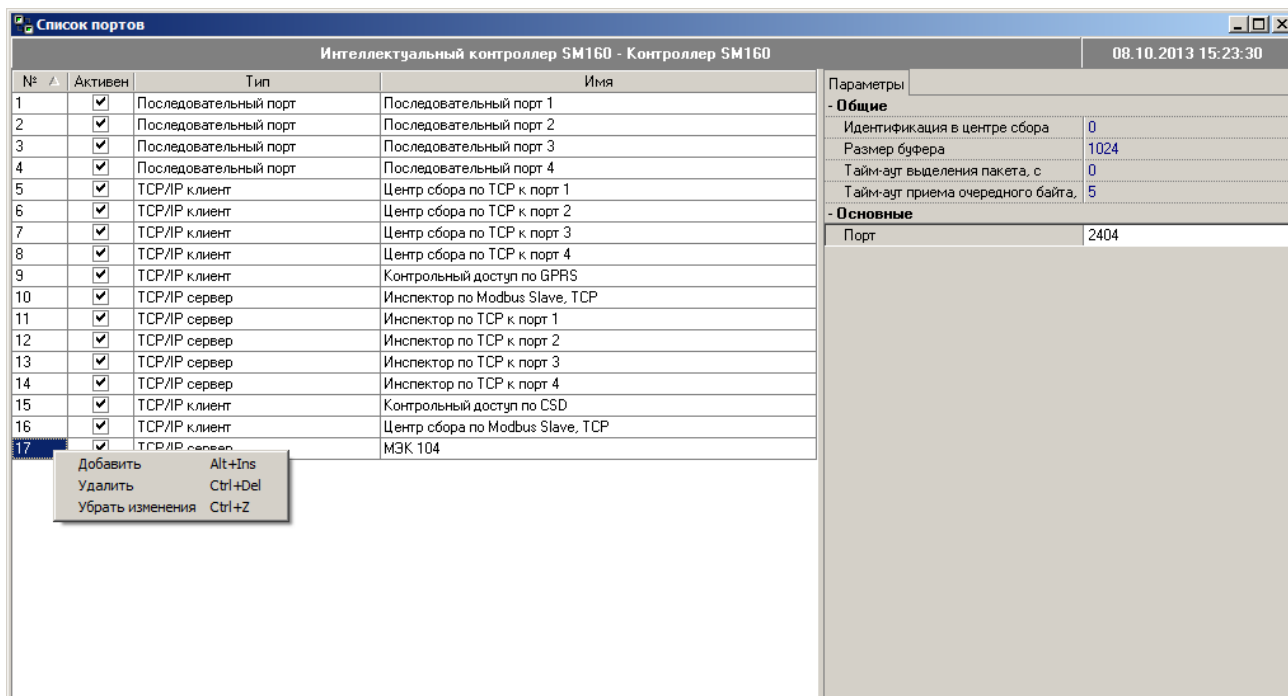 Список портов
Интеллектуальный контроллер SM160 - Контроллер SM160 08.10.2013 15:23:30
№ Активен Тип Имя
1 Последовательный порт Последовательный порт 1
2 Последовательный порт Последовательный порт 2
3 Последовательный порт Последовательный порт 3
4 Последовательный порт Последовательный порт 4
5 TCP/IP клиент Центр сбора по TCP к порт 1
6 TCP/IP клиент Центр сбора по TCP к порт 2
7 TCP/IP клиент Центр сбора по TCP к порт 3
8 TCP/IP клиент Центр сбора по TCP к порт 4
9 TCP/IP клиент Контрольный доступ по GPRS
10 TCP/IP сервер Инспектор по Modbus Slave, TCP
11 TCP/IP сервер Инспектор по TCP к порт 1
12 TCP/IP сервер Инспектор по TCP к порт 2
13 TCP/IP сервер Инспектор по TCP к порт 3
14 TCP/IP сервер Инспектор по TCP к порт 4
15 TCP/IP клиент Контрольный доступ по CSD
16 TCP/IP клиент Центр сбора по Modbus Slave, TCP
17 TCP/IP сервер МЭК 104
Добавить Alt+Ins
Удалить Ctrl+Del
Убрать изменения Ctrl+Z
Параметры
- Общие
Идентификация в центре сбора 0
Размер буфера 1024
Тайм-аут выделения пакета, с 0
Тайм-аут приема очередного байта, 5
- Основные
Порт 2404